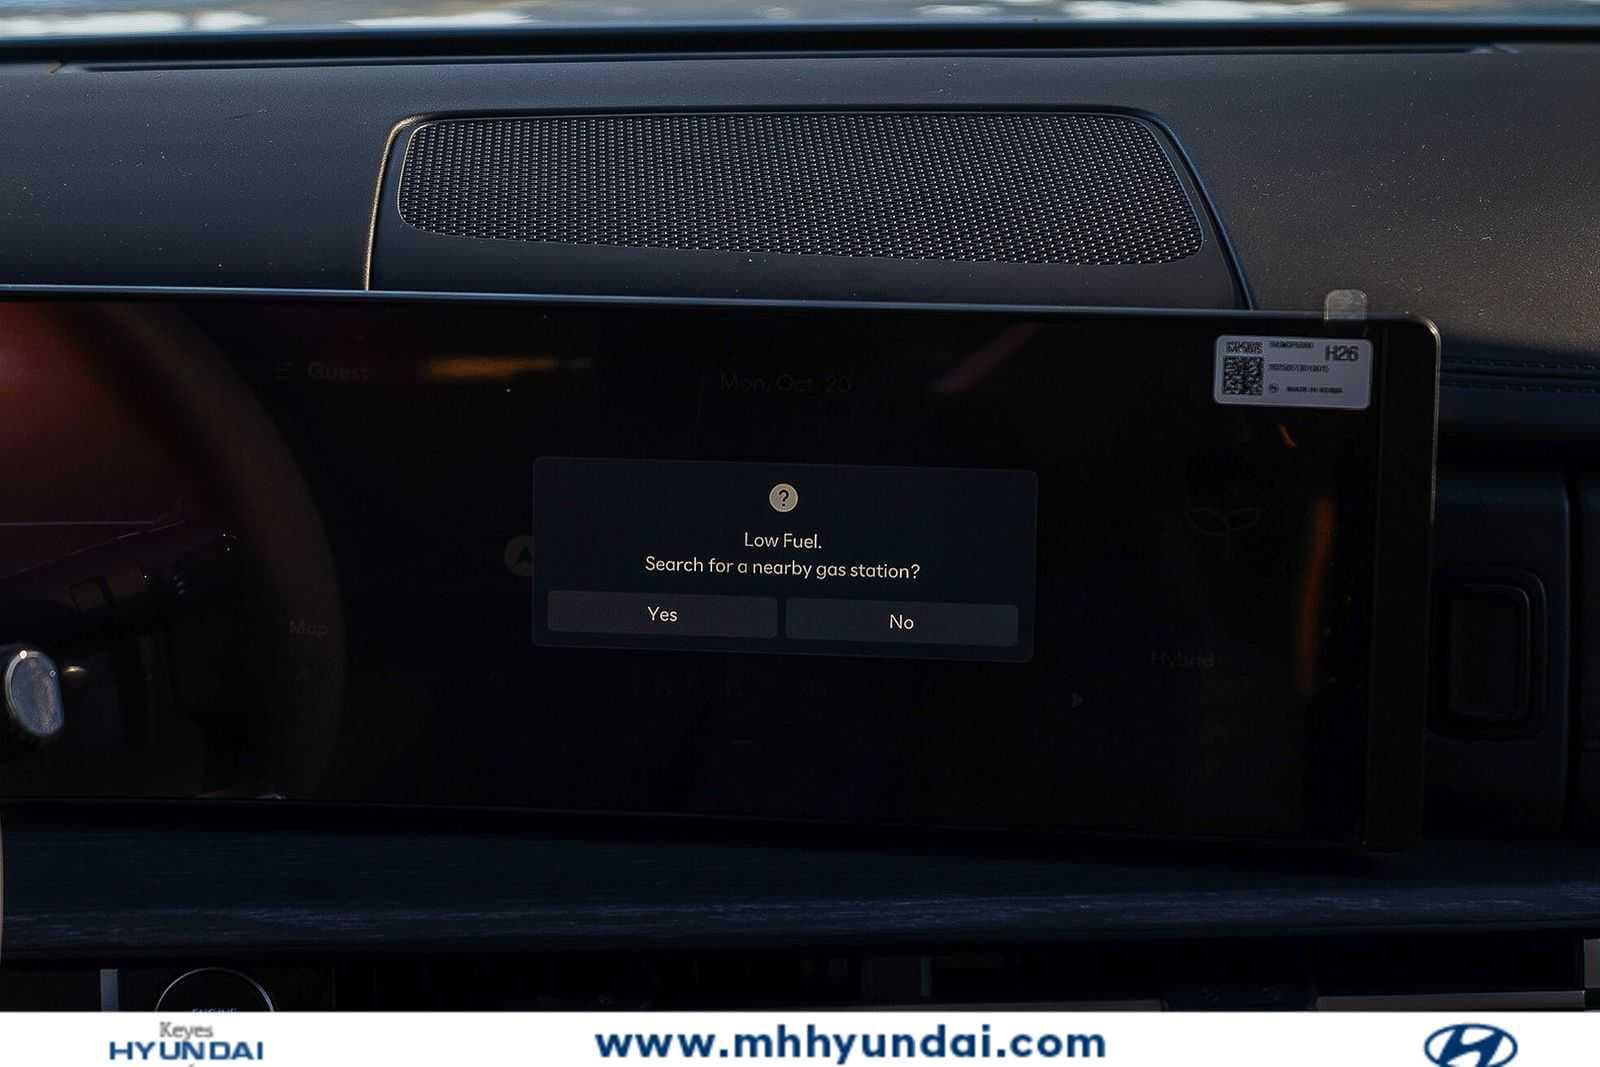 Guest
Mon, Oct 20
H26
Low Fuel.
Search for a nearby gas station?
Yes
No
Map
Hybrid
ENGINE
Keyes
HYUNDAI
www.mhhyundai.com